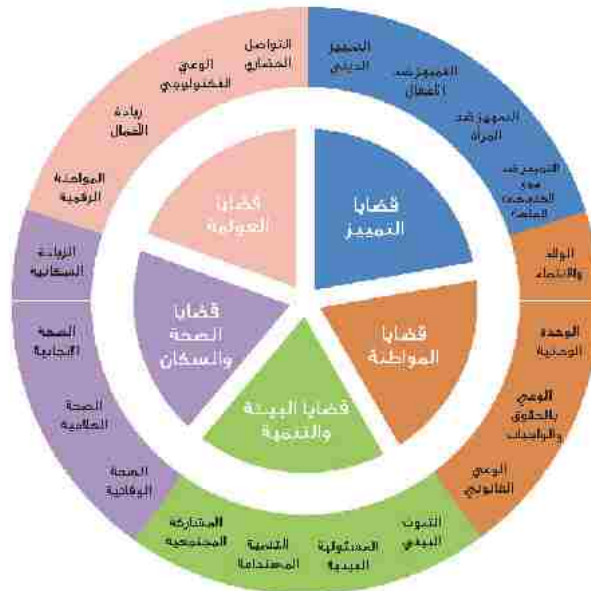 التمييز
الديني
التمييز ضد
الأطفال
التمييز ضد
المرأة
التمييز ضد
ذوي
الولاء
والانتماء
الوحدة
الوطنية
الوعي
بالحقوق
والواجبات
الوعي
القانوني
التلوث
البيئي
المسئولية
البيئية
التنمية
المستدامة
المشاركة
المجتمعية
الصحة
الوقائية
الصحة
العلاجية
الصحة
الإنجابية
الزيادة
السكانية
المواطنة
الرقمية
ريادة
الأعمال
الوعي
التكنولوجي
التواصل
الحضاري
قضايا
التمييز
قضايا
المواطنة
قضايا البيئة
والتنمية
قضايا
الصحة
والسكان
قضايا
العولمة